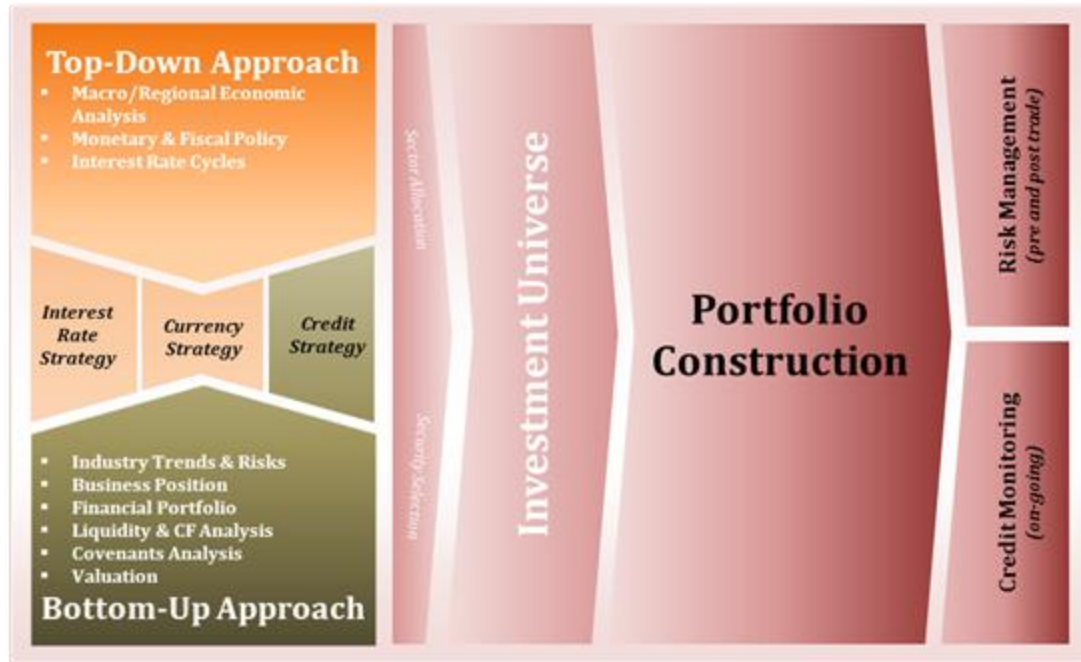 Top-Down Approach
▪ Macro/Regional Economic
Analysis
▪ Monetary & Fiscal Policy
▪ Interest Rate Cycles
Interest
Rate
Strategy
Currency
Strategy
Credit
Strategy
▪ Industry Trends & Risks
▪ Business Position
▪ Financial Portfolio
▪ Liquidity & CF Analysis
▪ Covenants Analysis
▪ Valuation
Bottom-Up Approach
Sector Allocation
Security Selection
Investment Universe
Portfolio
Construction
Risk Management
(pre and post trade)
Credit Monitoring
(on-going)